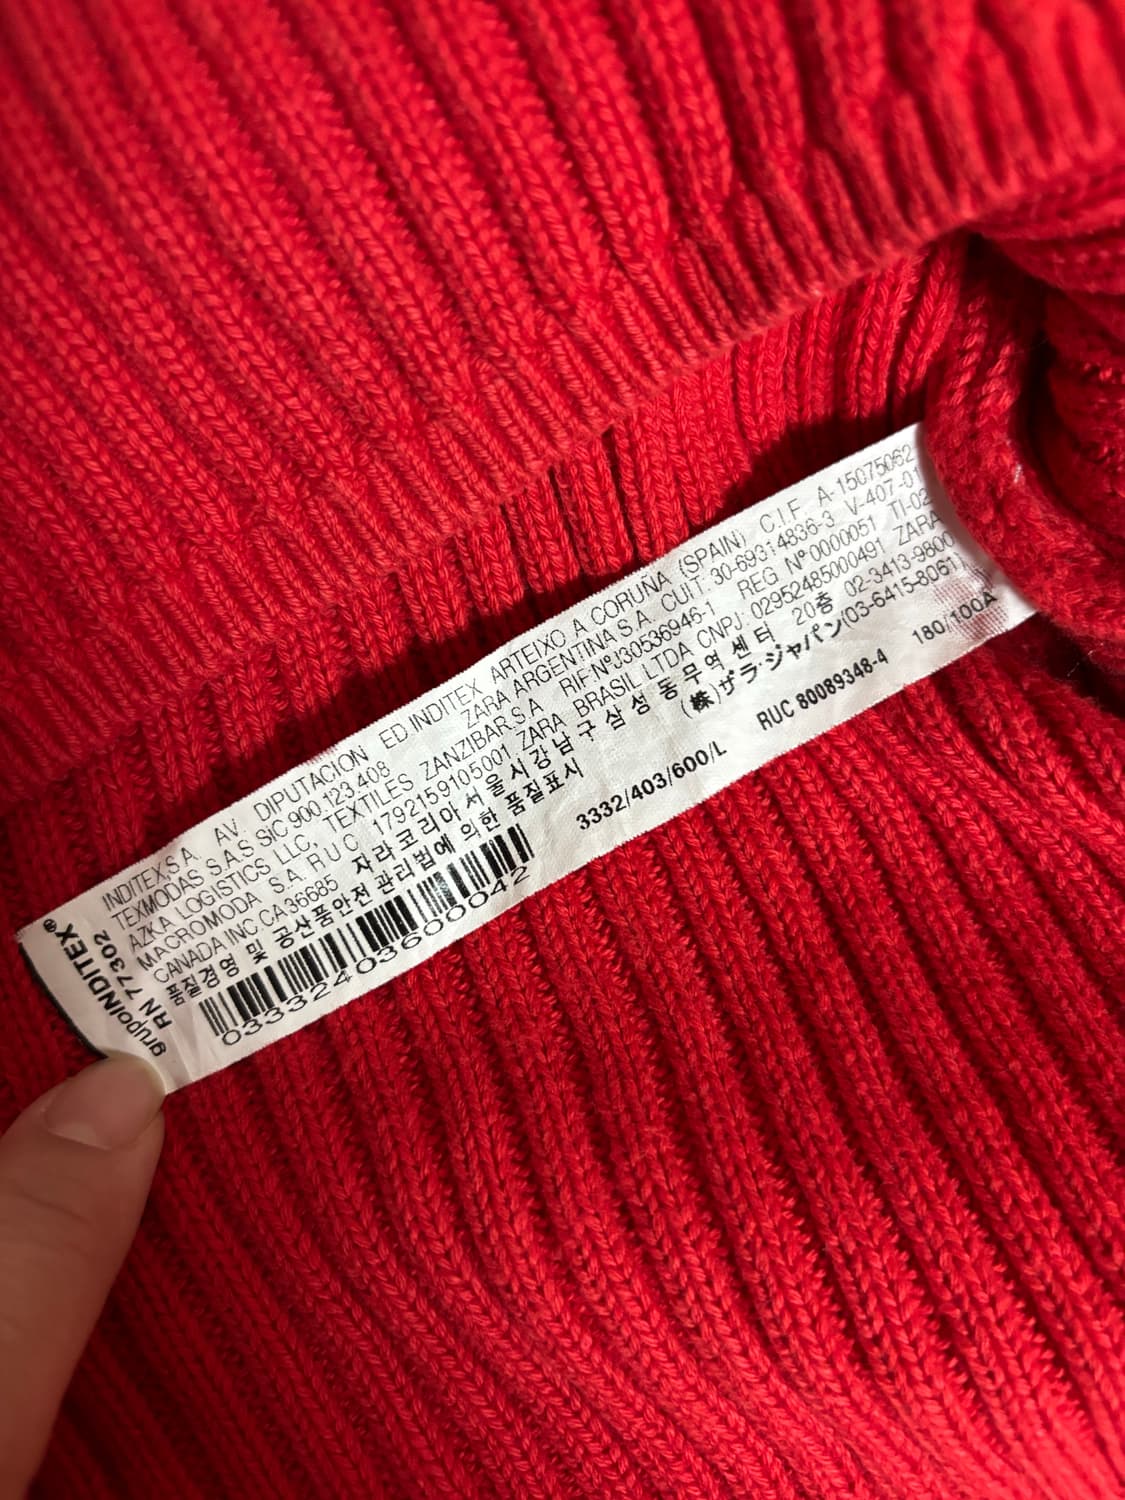 grupoINDITEX®
RN 77302
INDITEX,S.A. AV. DIPUTACION ED.INDITEX ARTEIXO A CORUÑA (SPAIN) C.I.F. A-15075062
TEXMODAS S.A.S SIC 900.123.408 ZARA ARGENTINA S.A. CUIT: 30-69314836-3 V-407-01
AZKA LOGISTICS LLC, TEXTILES ZANZIBAR,S.A RIF:NºJ30536946-1 REG Nº0000051 TI-02
MACROMODA S.A. R U C 1792159105001 ZARA BRASIL LTDA CNPJ: 02952485000491 ZARA
CANADA INC.CA36685 자라코리아 서울시강남구삼성동무역센터 20층 02-3413-9800
품질경영 및 공산품안전관리법에 의한 품질표시 (株)ザラ・ジャパン(03-6415-8061)
03332403600042 3332/403/600/L RUC 80089348-4 180/100A